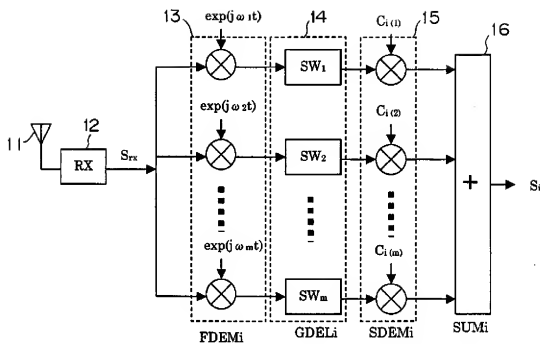 13
14
15
16
exp(jω1t)
Ci(1)
SW1
11
12
RX
Srx
exp(jω2t)
Ci(2)
SW2
+
Si
exp(jωmt)
Ci(m)
SWm
FDEMi
GDELi
SDEMi
SUMi